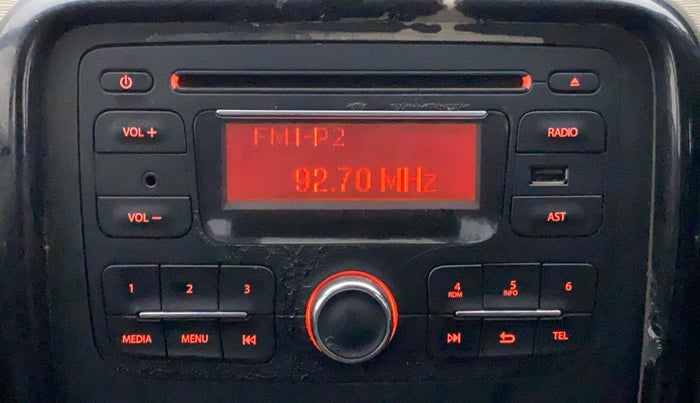 VOL +
FM1-P2
RADIO
92.70 MHz
VOL −
AST
1 2 3
4 RDM 5 INFO 6
MEDIA MENU
TEL